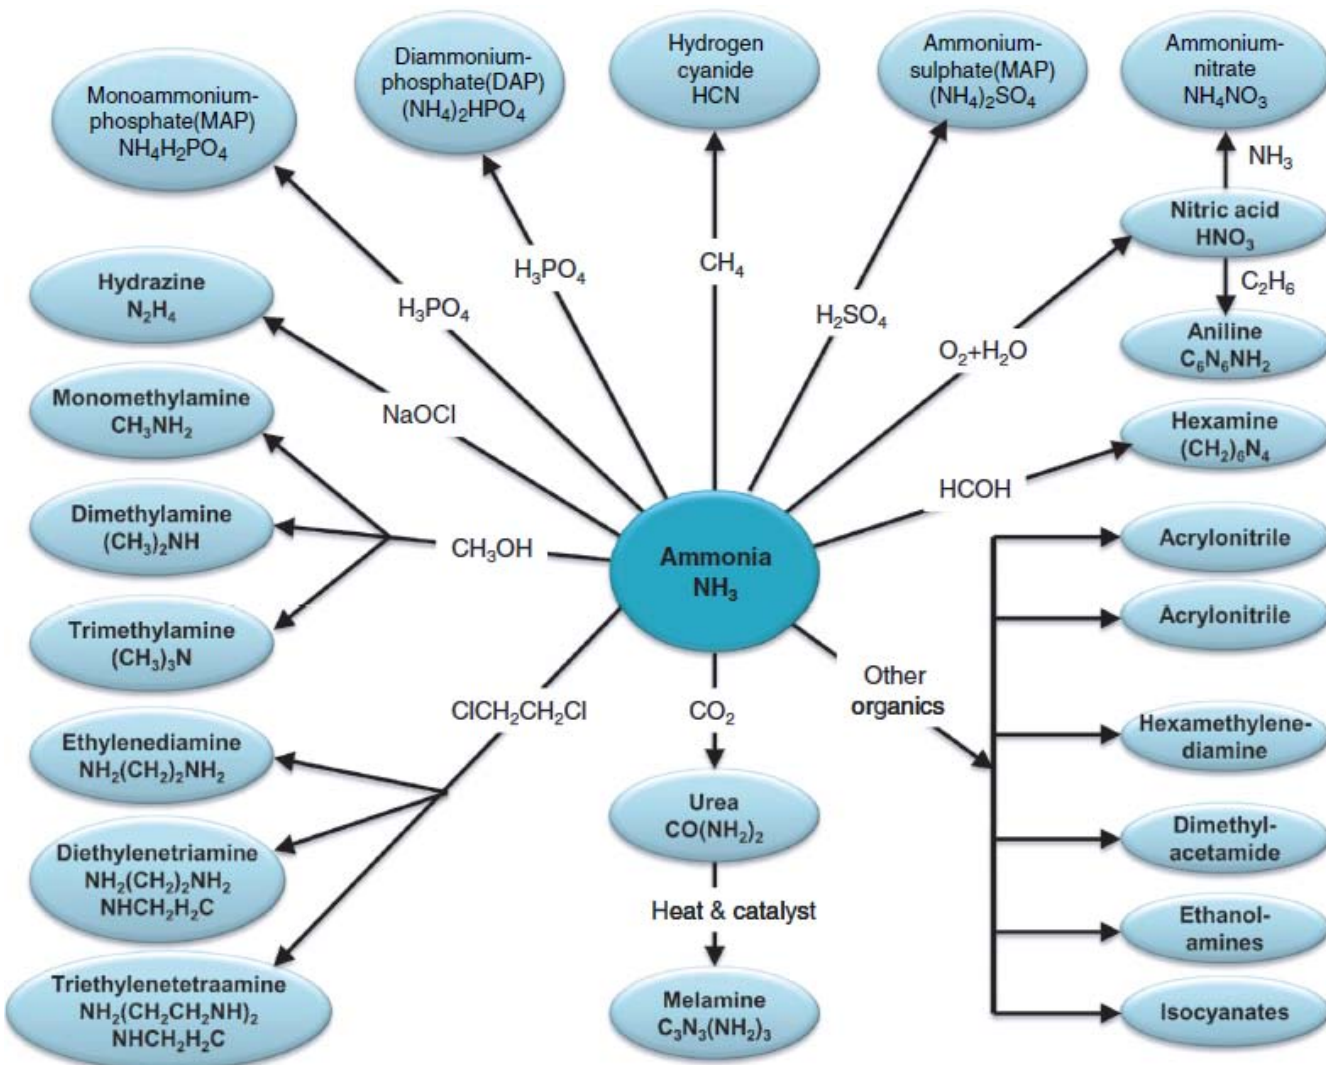 Monoammonium-
phosphate(MAP)
NH₄H₂PO₄
Diammonium-
phosphate(DAP)
(NH₄)₂HPO₄
Hydrogen
cyanide
HCN
Ammonium-
sulphate(MAP)
(NH₄)₂SO₄
Ammonium-
nitrate
NH₄NO₃
NH₃
Nitric acid
HNO₃
C₂H₆
Aniline
C₆N₆NH₂
H₃PO₄
H₃PO₄
CH₄
H₂SO₄
O₂+H₂O
Hydrazine
N₂H₄
NaOCl
Monomethylamine
CH₃NH₂
Dimethylamine
(CH₃)₂NH
Trimethylamine
(CH₃)₃N
CH₃OH
Ammonia
NH₃
HCOH
Hexamine
(CH₂)₆N₄
Acrylonitrile
Acrylonitrile
Hexamethylene-
diamine
Dimethyl-
acetamide
Ethanol-
amines
Isocyanates
Other
organics
ClCH₂CH₂Cl
CO₂
Ethylenediamine
NH₂(CH₂)₂NH₂
Diethylenetriamine
NH₂(CH₂)₂NH₂
NHCH₂H₂C
Triethylenetetraamine
NH₂(CH₂CH₂NH)₂
NHCH₂H₂C
Urea
CO(NH₂)₂
Heat & catalyst
Melamine
C₃N₃(NH₂)₃